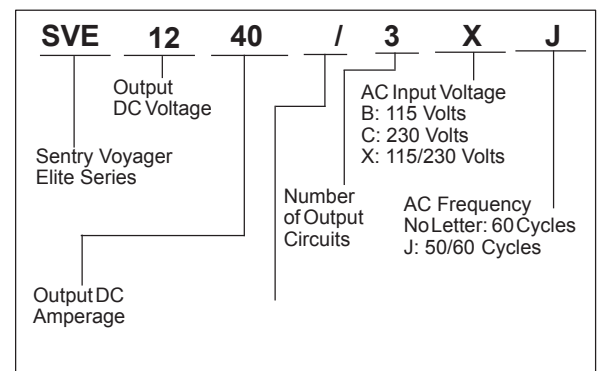 SVE 12 40 / 3 X J
Output
DC Voltage
AC Input Voltage
B: 115 Volts
C: 230 Volts
X: 115/230 Volts
Sentry Voyager
Elite Series
Number
of Output
Circuits
AC Frequency
No Letter: 60 Cycles
J: 50/60 Cycles
Output DC
Amperage